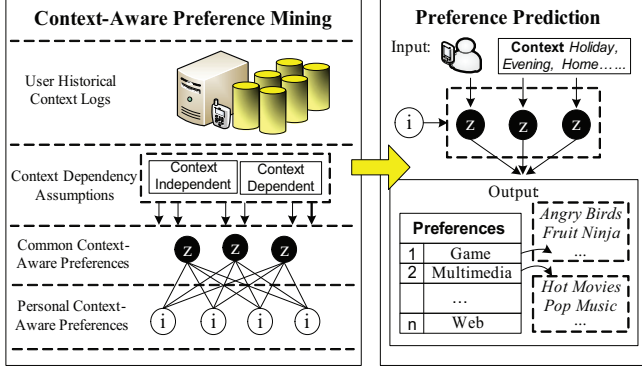 Context-Aware Preference Mining
User Historical
Context Logs
Context Dependency
Assumptions
Context
Independent
Context
Dependent
Common Context-
Aware Preferences
z
z
z
Personal Context-
Aware Preferences
i
i
i
i
Preference Prediction
Input:
Context Holiday,
Evening, Home......
i
z
z
z
Output:
Preferences
1 Game
2 Multimedia
...
n Web
Angry Birds
Fruit Ninja
...
Hot Movies
Pop Music
...